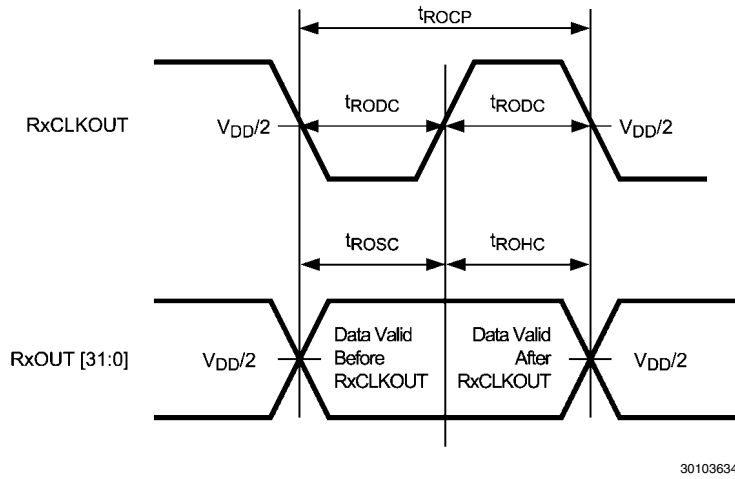 tROCP
RxCLKOUT
VDD/2
tRODC
tRODC
VDD/2
tROSC
tROHC
RxOUT [31:0]
VDD/2
Data Valid
Before
RxCLKOUT
Data Valid
After
RxCLKOUT
VDD/2
30103634